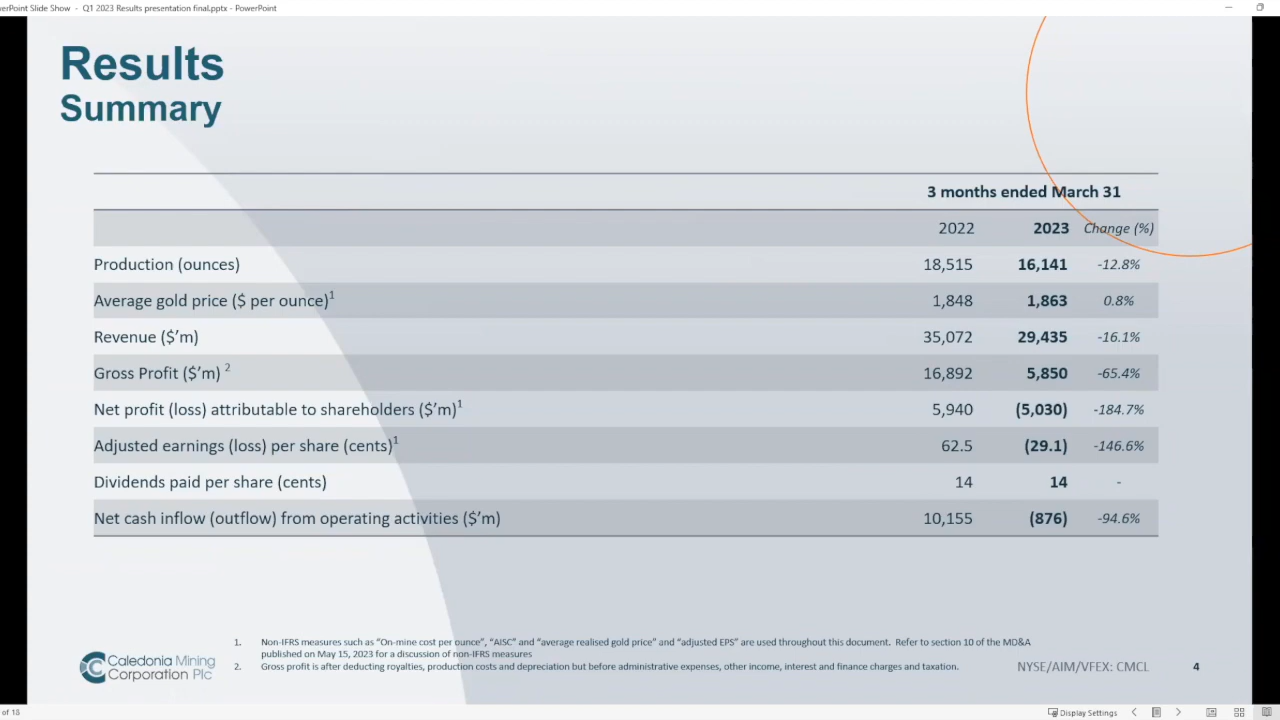 erPoint Slide Show - Q1 2023 Results presentation final.pptx - PowerPoint
Results
Summary
3 months ended March 31
2022 2023 Change (%)
Production (ounces) 18,515 16,141 -12.8%
Average gold price ($ per ounce)1 1,848 1,863 0.8%
Revenue ($'m) 35,072 29,435 -16.1%
Gross Profit ($'m) 2 16,892 5,850 -65.4%
Net profit (loss) attributable to shareholders ($'m)1 5,940 (5,030) -184.7%
Adjusted earnings (loss) per share (cents)1 62.5 (29.1) -146.6%
Dividends paid per share (cents) 14 14 -
Net cash inflow (outflow) from operating activities ($'m) 10,155 (876) -94.6%
1. Non-IFRS measures such as "On-mine cost per ounce", "AISC" and "average realised gold price" and "adjusted EPS" are used throughout this document. Refer to section 10 of the MD&A
published on May 15, 2023 for a discussion of non-IFRS measures
2. Gross profit is after deducting royalties, production costs and depreciation but before administrative expenses, other income, interest and finance charges and taxation.
Caledonia Mining
Corporation Plc
NYSE/AIM/VFEX: CMCL 4
of 18 Display Settings